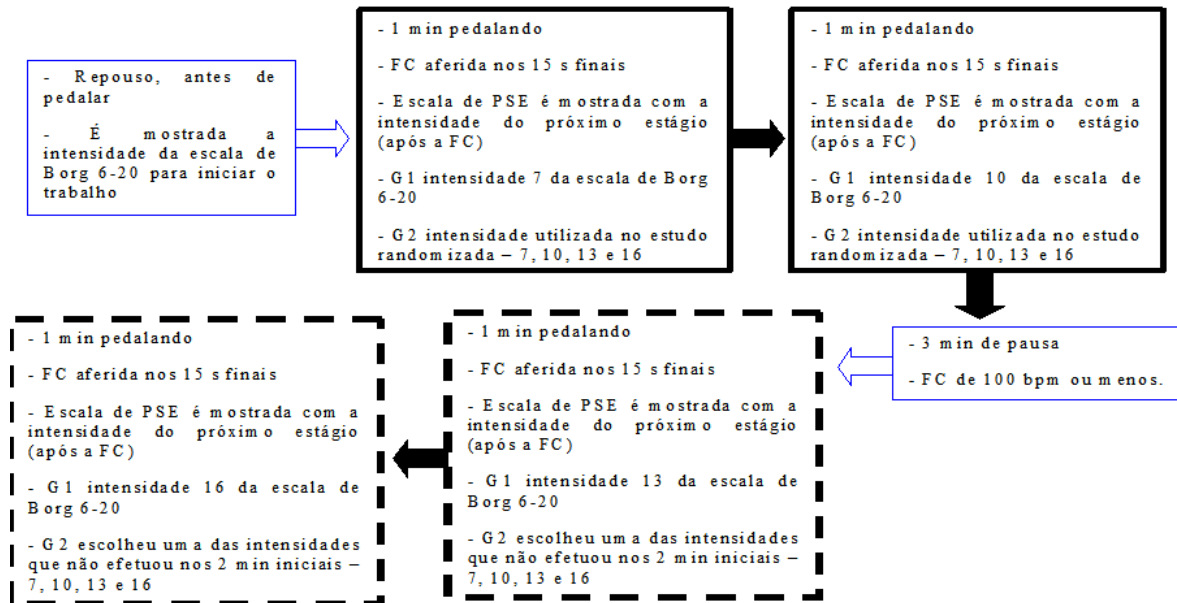 - Repouso, antes de
pedalar
- É mostrada a
intensidade da escala de
Borg 6-20 para iniciar o
trabalho
- 1 min pedalando
- FC aferida nos 15 s finais
- Escala de PSE é mostrada com a
intensidade do próximo estágio
(após a FC)
- G1 intensidade 7 da escala de Borg
6-20
- G2 intensidade utilizada no estudo
randomizada – 7, 10, 13 e 16
- 1 min pedalando
- FC aferida nos 15 s finais
- Escala de PSE é mostrada com a
intensidade do próximo estágio
(após a FC)
- G1 intensidade 10 da escala de
Borg 6-20
- G2 intensidade utilizada no estudo
randomizada – 7, 10, 13 e 16
- 3 min de pausa
- FC de 100 bpm ou menos.
- 1 min pedalando
- FC aferida nos 15 s finais
- Escala de PSE é mostrada com a
intensidade do próximo estágio
(após a FC)
- G1 intensidade 13 da escala de
Borg 6-20
- G2 escolheu uma das intensidades
que não efetuou nos 2 min iniciais –
7, 10, 13 e 16
- 1 min pedalando
- FC aferida nos 15 s finais
- Escala de PSE é mostrada com a
intensidade do próximo estágio
(após a FC)
- G1 intensidade 16 da escala de
Borg 6-20
- G2 escolheu uma das intensidades
que não efetuou nos 2 min iniciais –
7, 10, 13 e 16